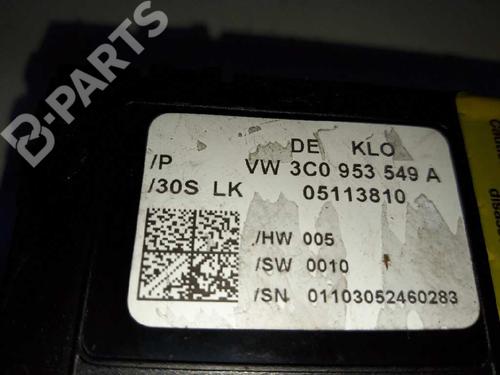 B-PARTS
DE KLO
/P VW 3C0 953 549 A
/30S LK 05113810
/HW 005
/SW 0010
/SN 01103052460283